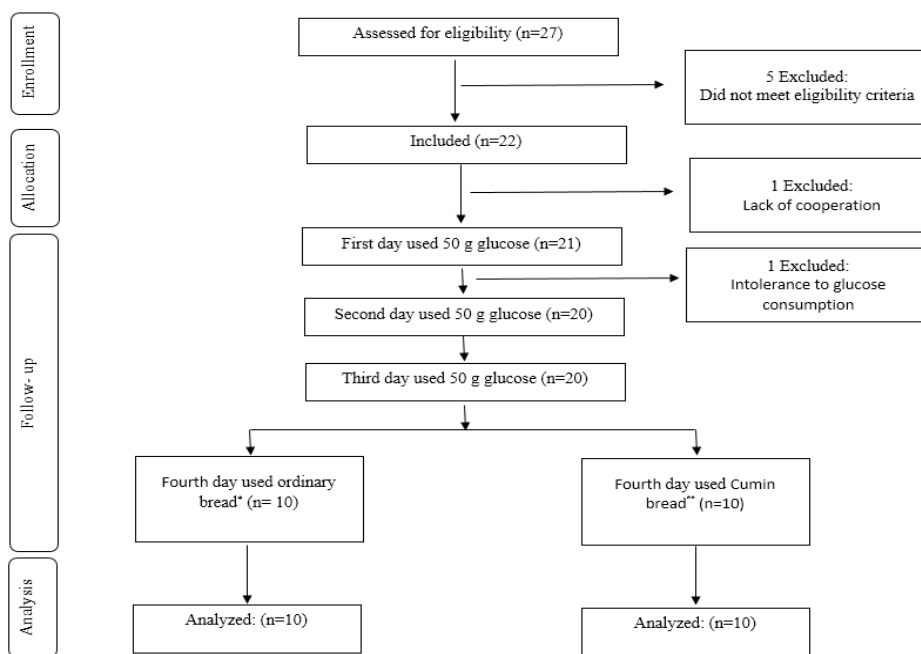 Enrollment
Assessed for eligibility (n=27)
5 Excluded:
Did not meet eligibility criteria
Included (n=22)
Allocation
1 Excluded:
Lack of cooperation
First day used 50 g glucose (n=21)
1 Excluded:
Intolerance to glucose
consumption
Second day used 50 g glucose (n=20)
Third day used 50 g glucose (n=20)
Follow- up
Fourth day used ordinary
bread* (n= 10)
Fourth day used Cumin
bread** (n=10)
Analysis
Analyzed: (n=10)
Analyzed: (n=10)